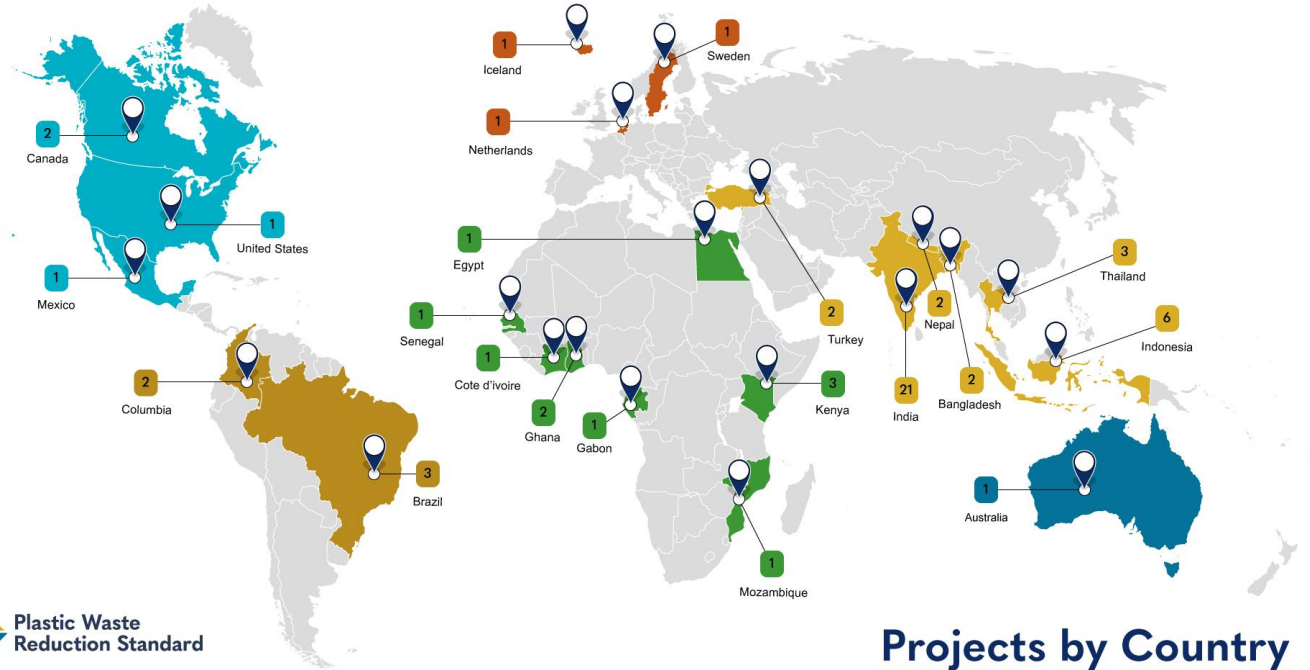 1
Iceland
1
Sweden
1
Netherlands
2
Canada
1
United States
1
Mexico
1
Egypt
2
Turkey
3
Thailand
2
Nepal
6
Indonesia
1
Senegal
1
Cote d'ivoire
2
Ghana
1
Gabon
3
Kenya
21
India
2
Bangladesh
2
Columbia
3
Brazil
1
Australia
1
Mozambique
Plastic Waste
Reduction Standard
Projects by Country